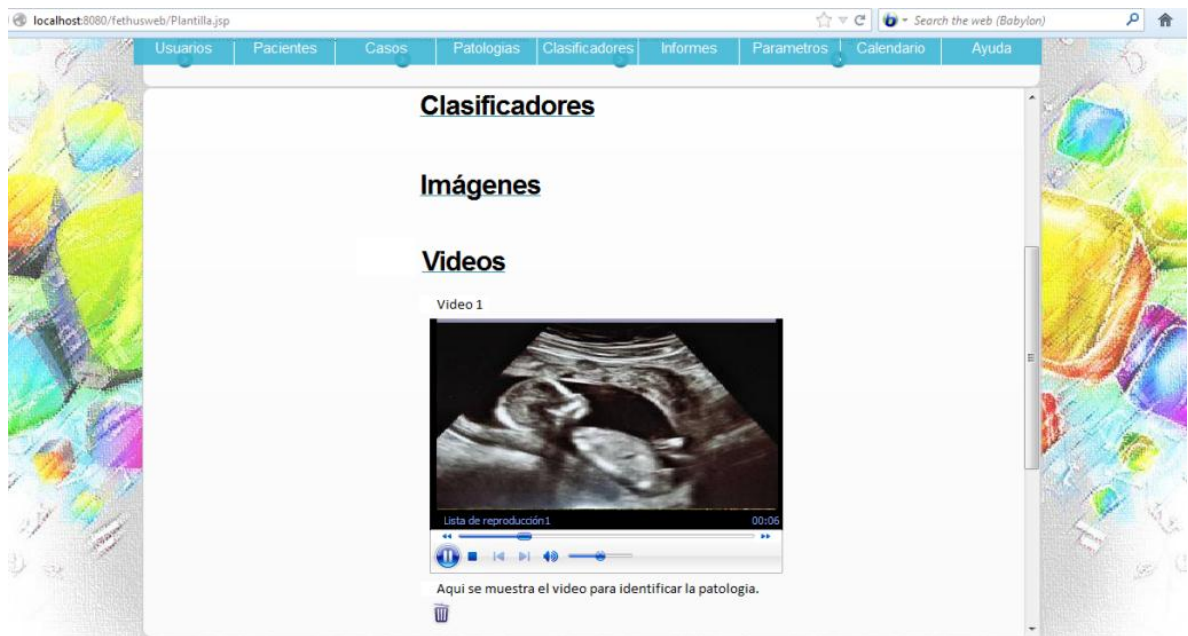 localhost:8080/fethusweb/Plantilla.jsp
Search the web (Babylon)
Usuarios Pacientes Casos Patologias Clasificadores Informes Parametros Calendario Ayuda
Clasificadores
Imágenes
Videos
Video 1
Lista de reproducción1 00:06
Aqui se muestra el video para identificar la patologia.